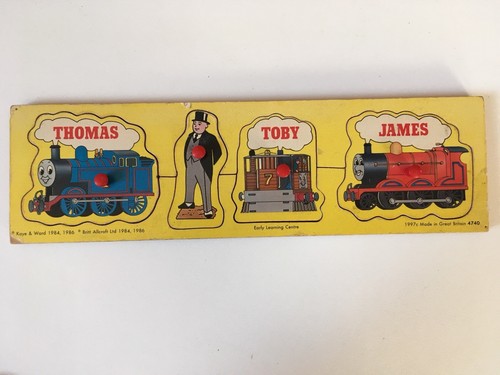 THOMAS
TOBY
JAMES
7
© Kaye & Ward 1984, 1986. © Britt Allcroft Ltd 1984, 1986
Early Learning Centre
1997y Made in Great Britain 4740